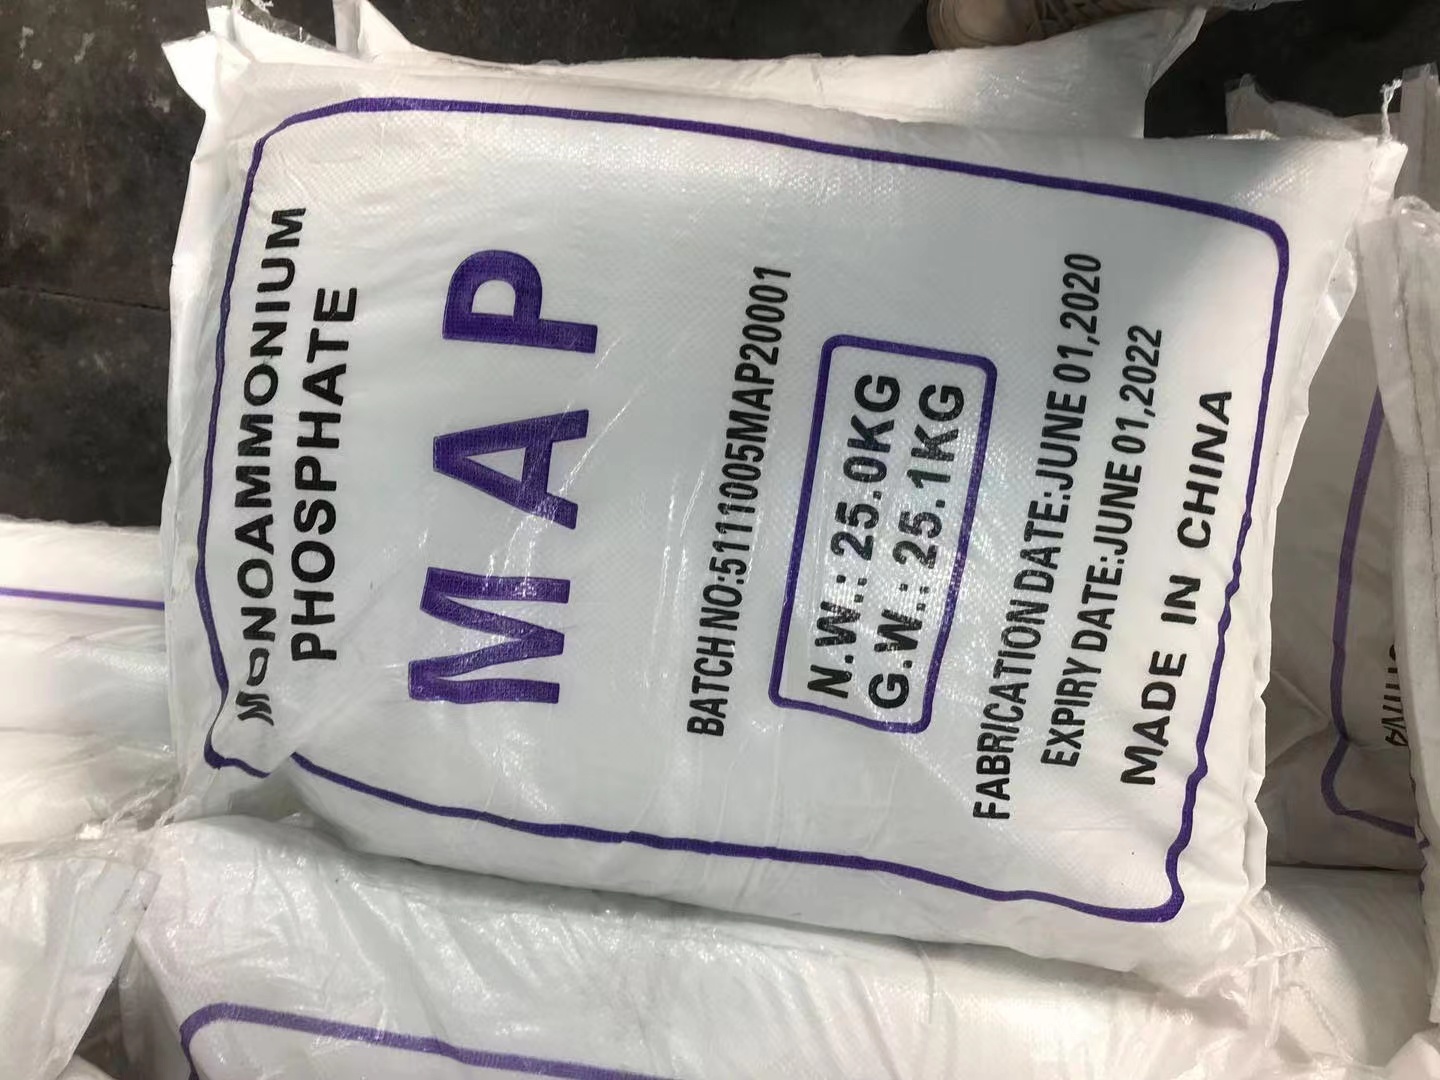 MONOAMMONIUM
PHOSPHATE
MAP
BATCH NO:5111005MAP20001
N.W.: 25.0KG
G.W.: 25.1KG
FABRICATION DATE:JUNE 01,2020
EXPIRY DATE:JUNE 01,2022
MADE IN CHINA